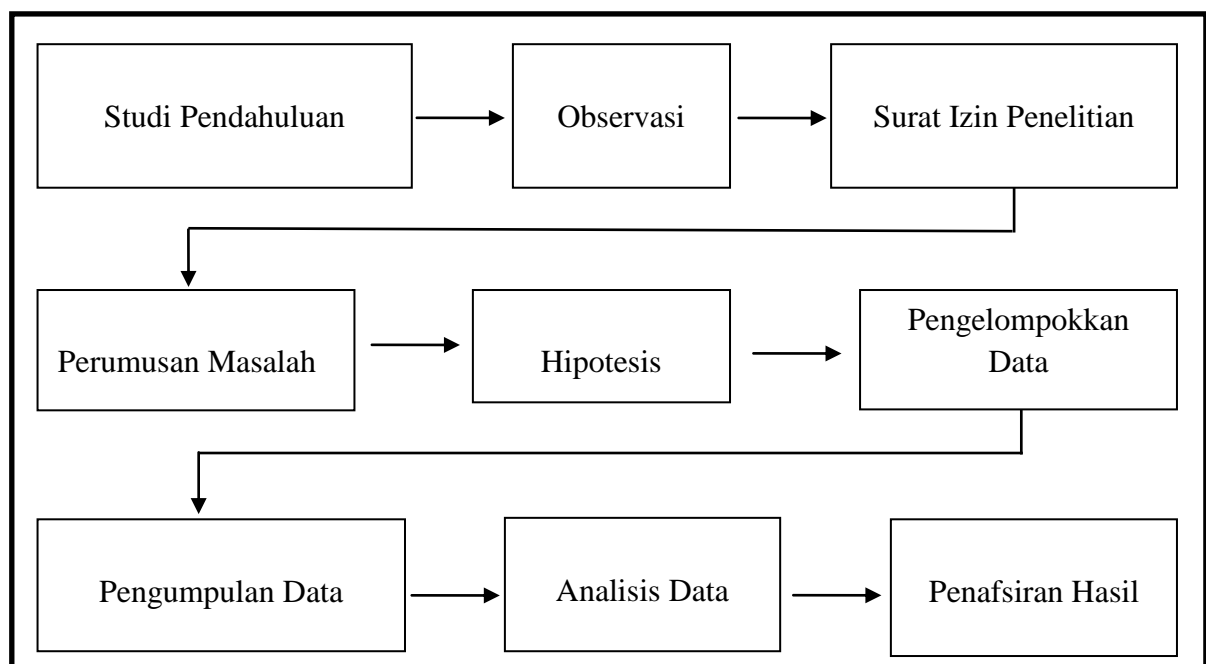 Studi Pendahuluan
Observasi
Surat Izin Penelitian
Perumusan Masalah
Hipotesis
Pengelompokkan
Data
Pengumpulan Data
Analisis Data
Penafsiran Hasil